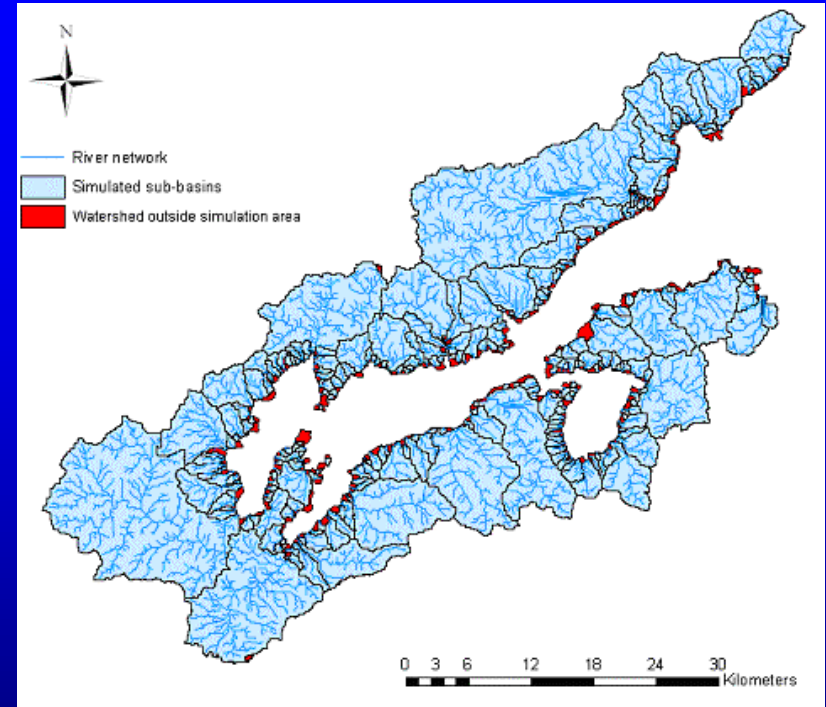 N
River network
Simulated sub-basins
Watershed outside simulation area
0 3 6 12 18 24 30
Kilometers